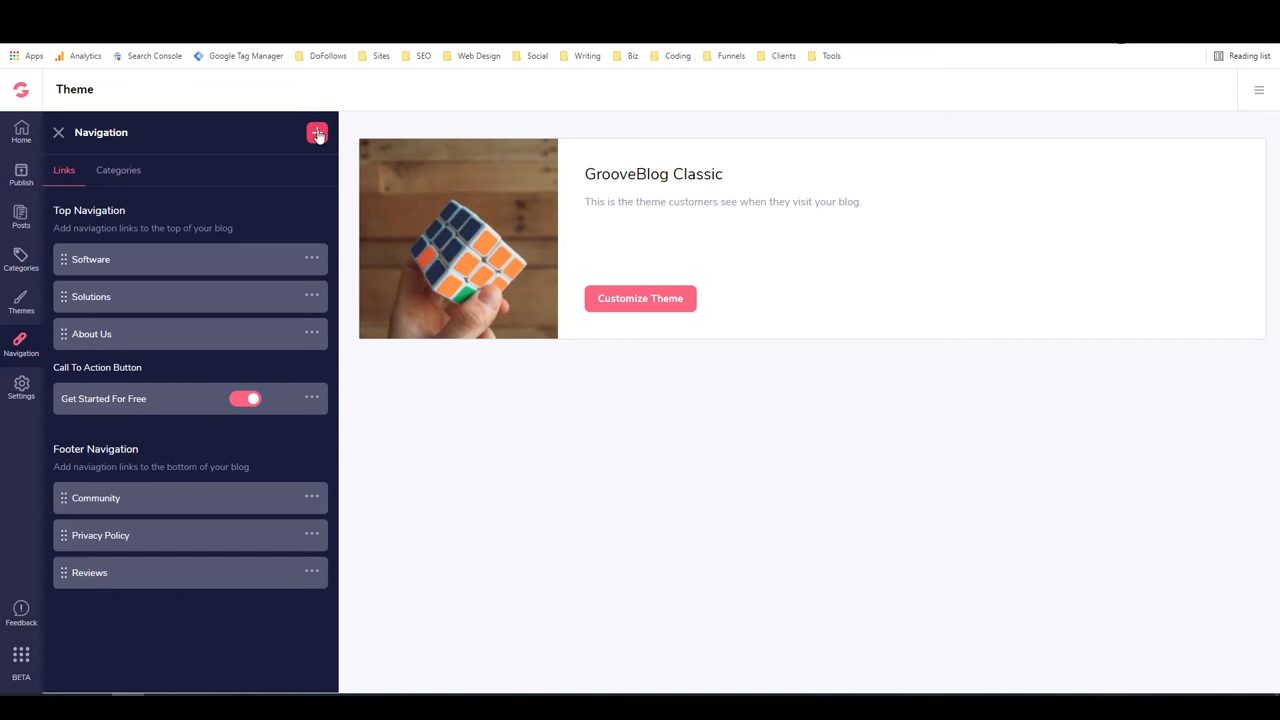 Apps Analytics Search Console Google Tag Manager DoFollows Sites SEO Web Design Social Writing Biz Coding Funnels Clients Tools Reading list
Theme
Home
Publish
Posts
Categories
Themes
Navigation
Settings
Feedback
BETA
Navigation
Links Categories
Top Navigation
Add naviagtion links to the top of your blog
Software
Solutions
About Us
Call To Action Button
Get Started For Free
Footer Navigation
Add naviagtion links to the bottom of your blog
Community
Privacy Policy
Reviews
GrooveBlog Classic
This is the theme customers see when they visit your blog.
Customize Theme